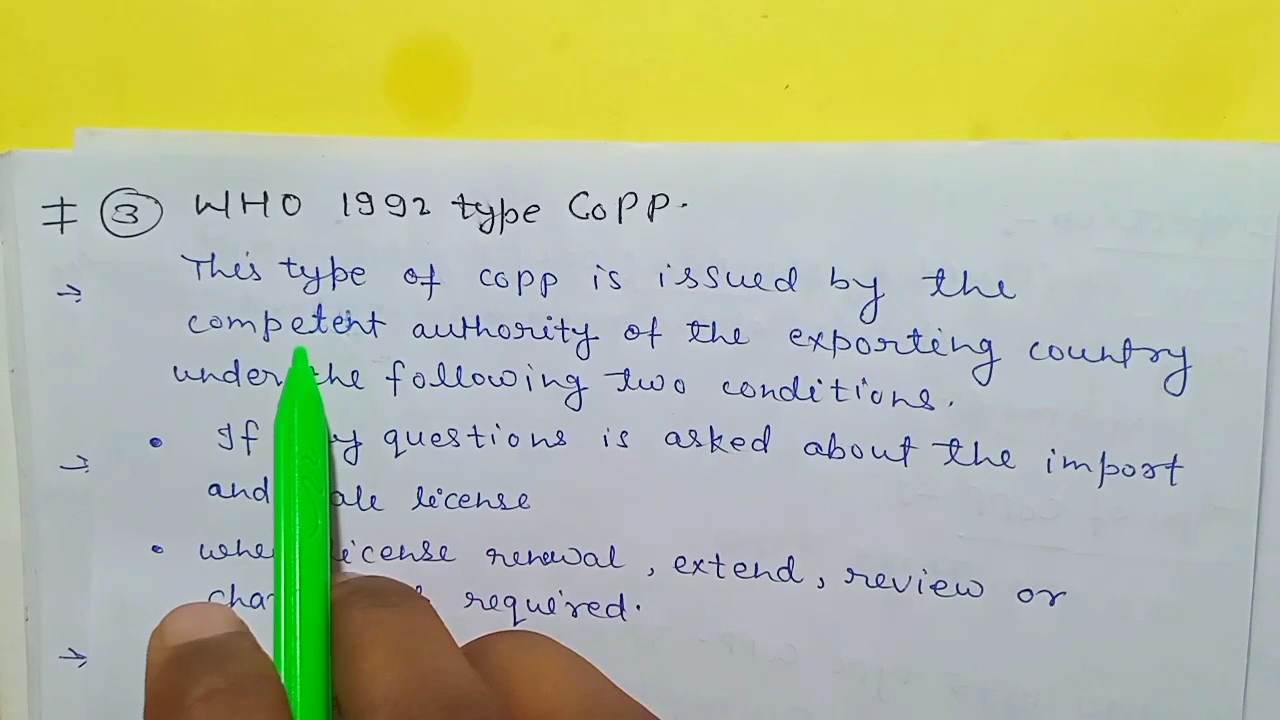 ③ WHO 1992 type CoPP.
→ This type of copp is issued by the
competent authority of the exporting country
under the following two conditions.
→ • If questions is asked about the import
and license
• license renewal, extend, review or
required.
→